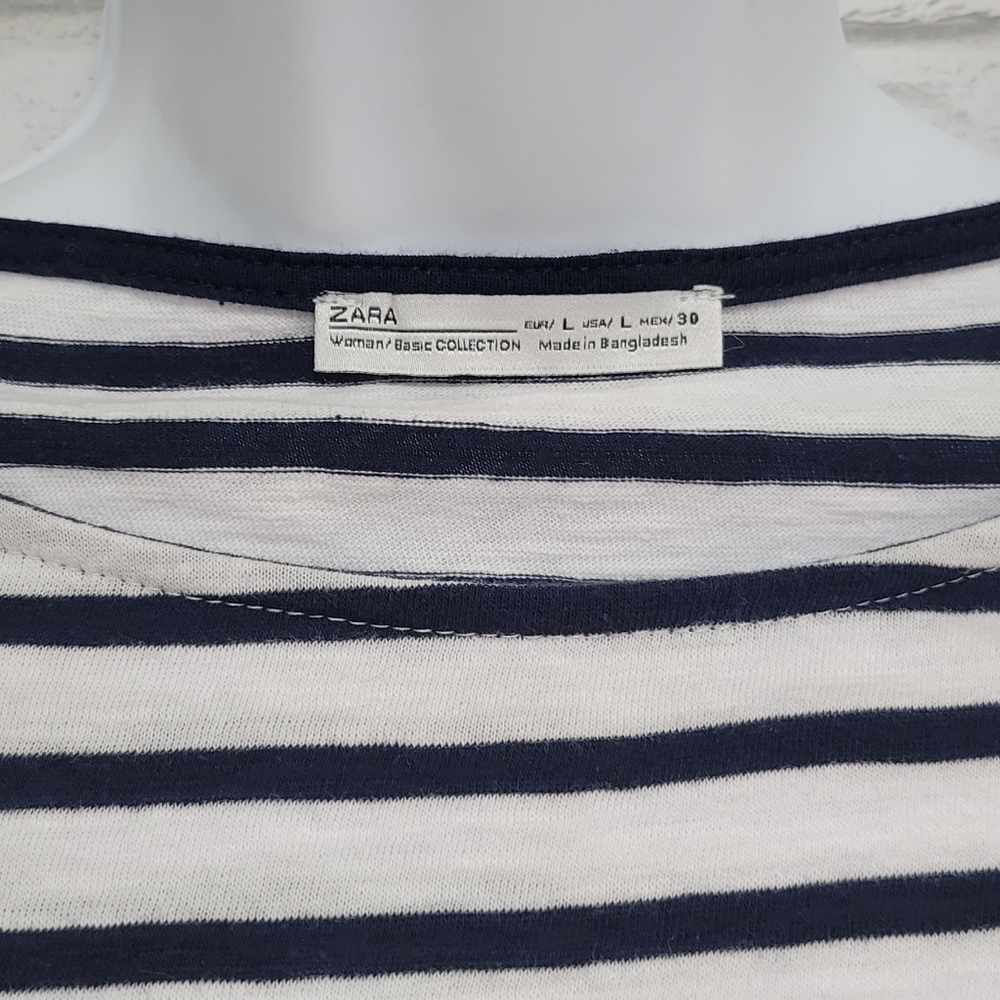 ZARA EUR/ L USA/ L MEX/ 30
Woman/Basic COLLECTION Made in Bangladesh